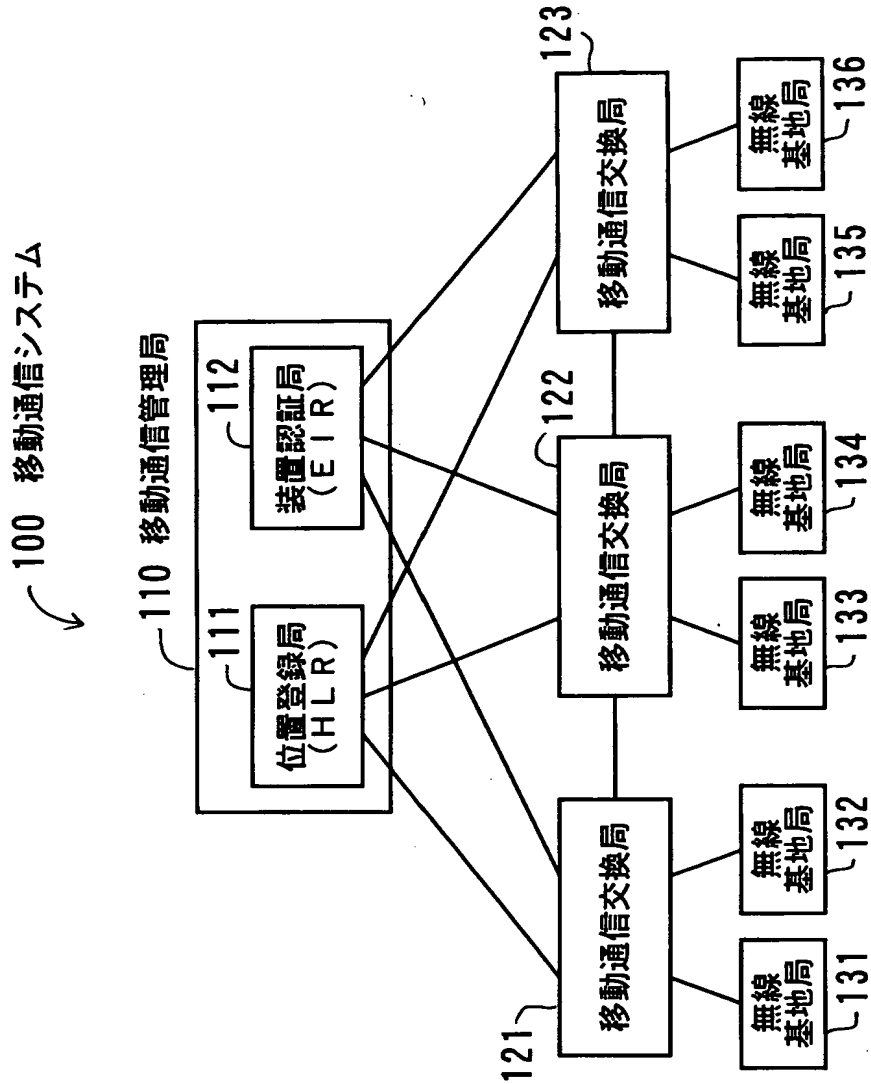 100 移動通信システム
110 移動通信管理局
111
位置登録局
(HLR)
112
装置認証局
(EIR)
121
移動通信交換局
122
移動通信交換局
123
移動通信交換局
無線
基地局
131
無線
基地局
132
無線
基地局
133
無線
基地局
134
無線
基地局
135
無線
基地局
136